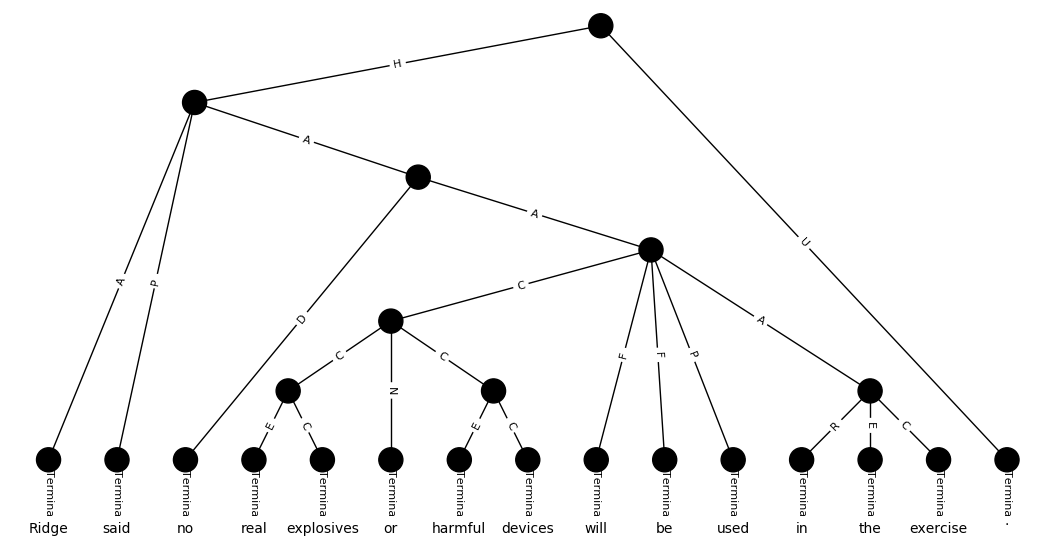 H
A
A
U
A
P
D
C
A
C
N
C
F
F
P
E
C
E
C
R
E
C
Termina Termina Termina Termina Termina Termina Termina Termina Termina Termina Termina Termina Termina Termina Termina
Ridge said no real explosives or harmful devices will be used in the exercise .